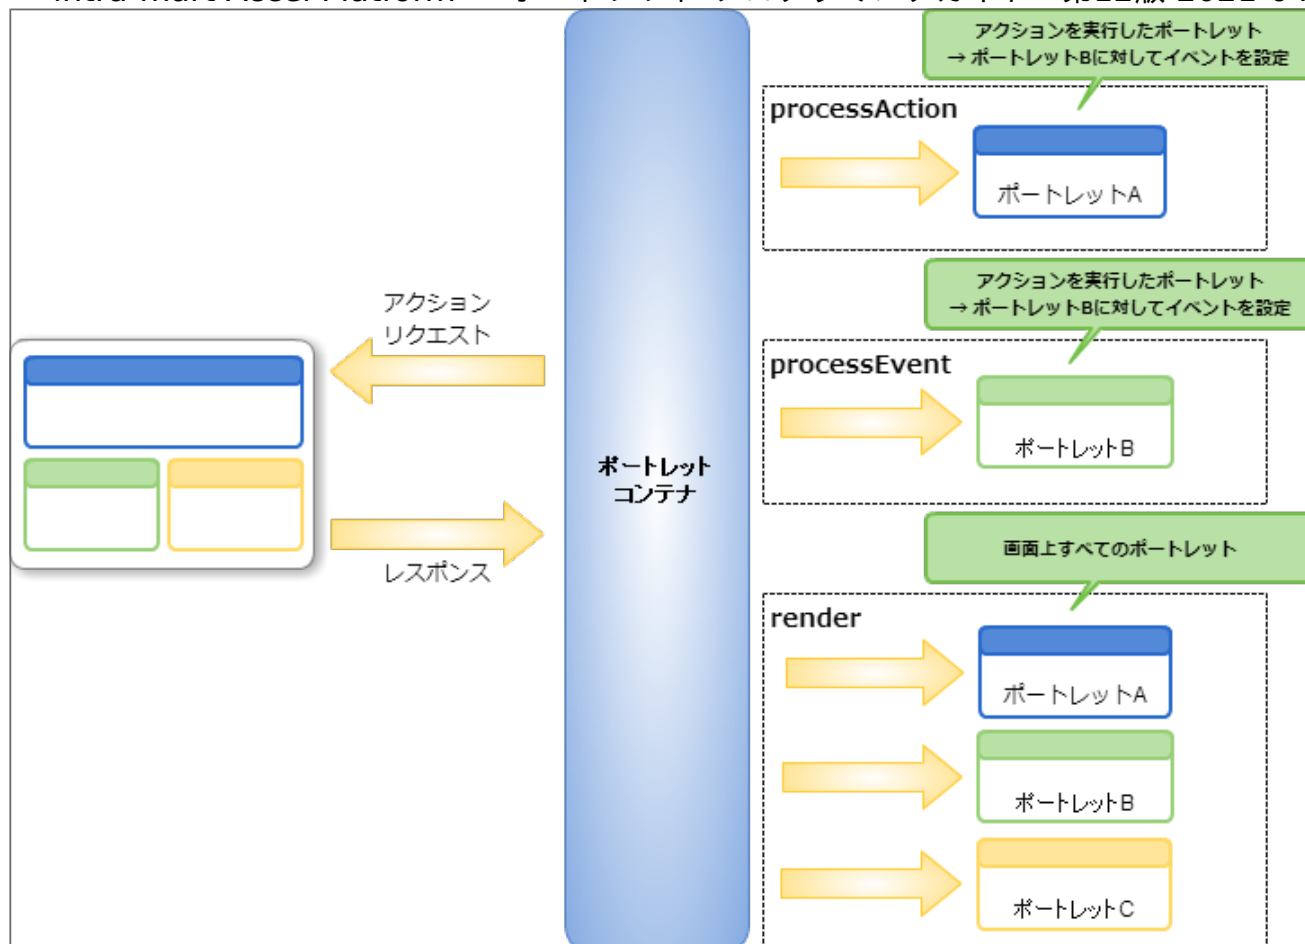 アクションを実行したポートレット
→ ポートレットBに対してイベントを設定
processAction
ポートレットA
アクションを実行したポートレット
→ ポートレットBに対してイベントを設定
アクション
リクエスト
processEvent
ポートレットB
ポートレット
コンテナ
レスポンス
画面上すべてのポートレット
render
ポートレットA
ポートレットB
ポートレットC